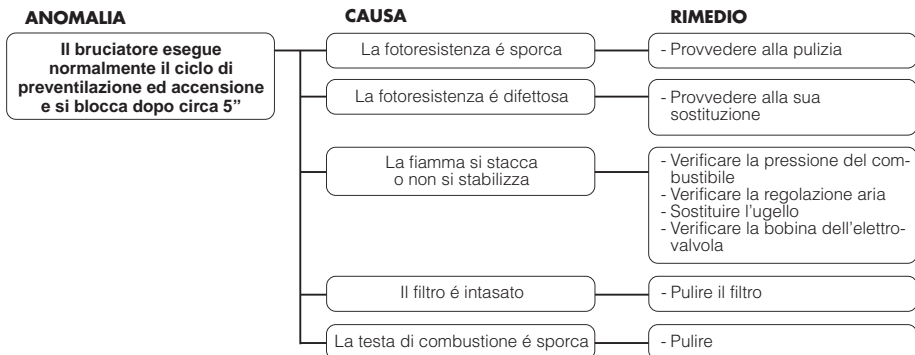 ANOMALIA
CAUSA
RIMEDIO
Il bruciatore esegue
normalmente il ciclo di
preventilazione ed accensione
e si blocca dopo circa 5”
La fotoresistenza é sporca
- Provvedere alla pulizia
La fotoresistenza é difettosa
- Provvedere alla sua
sostituzione
La fiamma si stacca
o non si stabilizza
- Verificare la pressione del com-
bustibile
- Verificare la regolazione aria
- Sostituire l’ugello
- Verificare la bobina dell’elettro-
valvola
Il filtro é intasato
- Pulire il filtro
La testa di combustione é sporca
- Pulire